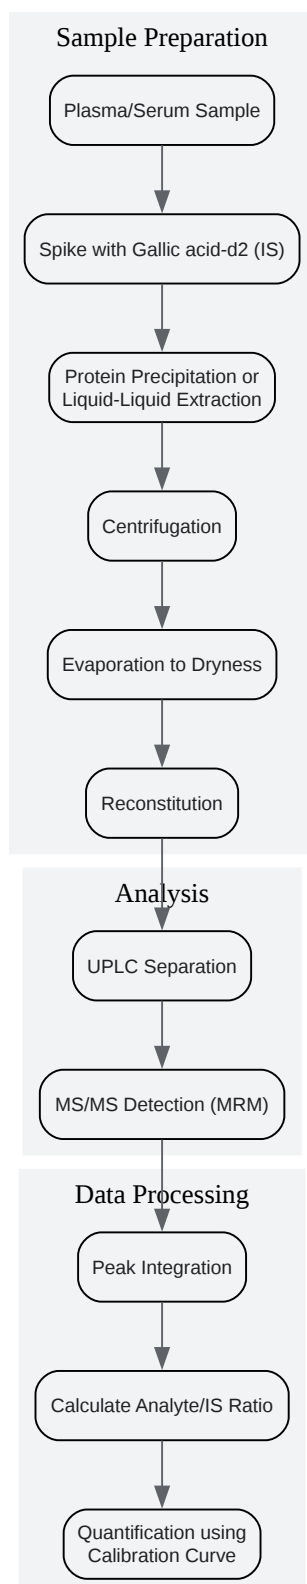 Sample Preparation
Plasma/Serum Sample
Spike with Gallic acid-d2 (IS)
Protein Precipitation or
Liquid-Liquid Extraction
Centrifugation
Evaporation to Dryness
Reconstitution
Analysis
UPLC Separation
MS/MS Detection (MRM)
Data Processing
Peak Integration
Calculate Analyte/IS Ratio
Quantification using
Calibration Curve